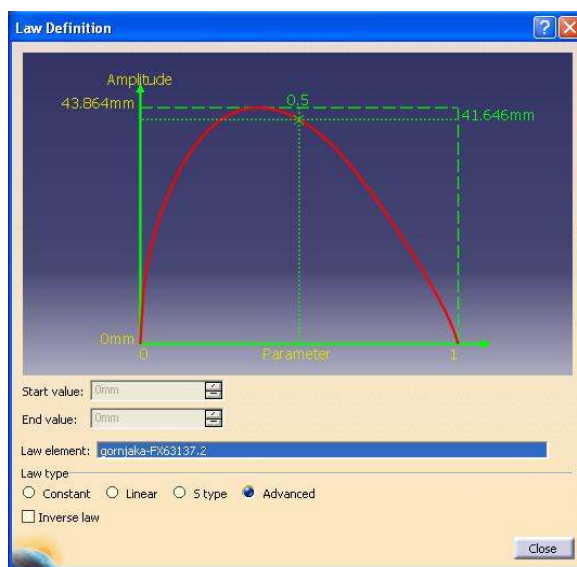 Law Definition
Amplitude
43.864mm
0.5
41.646mm
0mm
0
Parameter
1
Start value: 0mm
End value: 0mm
Law element: gornjaka-FX63137.2
Law type
Constant Linear S type Advanced
Inverse law
Close